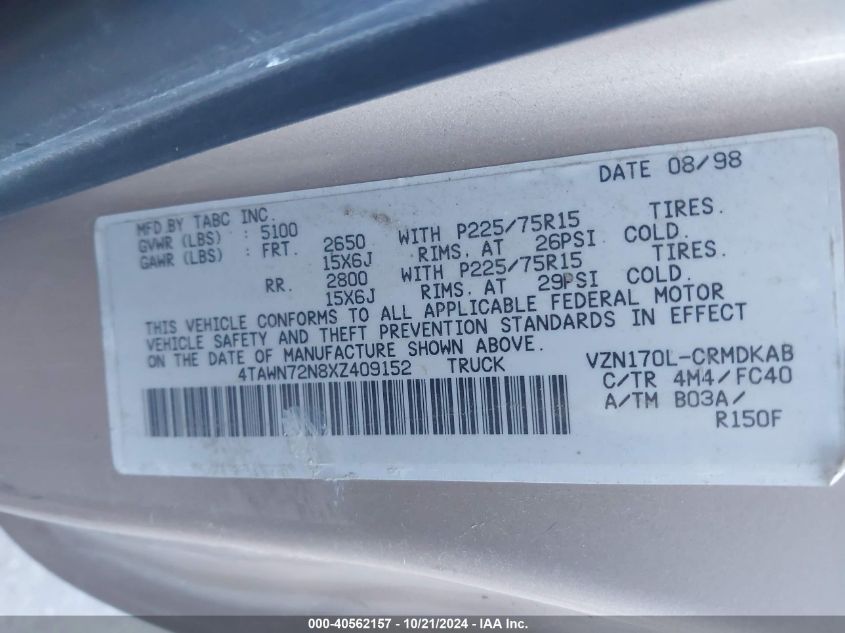 DATE 08/98
MFD.BY TABC INC.
GVWR (LBS) : 5100
GAWR (LBS) : FRT. 2650 WITH P225/75R15 TIRES.
15X6J RIMS. AT 26PSI COLD.
RR. 2800 WITH P225/75R15 TIRES.
15X6J RIMS. AT 29PSI COLD.
THIS VEHICLE CONFORMS TO ALL APPLICABLE FEDERAL MOTOR
VEHICLE SAFETY AND THEFT PREVENTION STANDARDS IN EFFECT
ON THE DATE OF MANUFACTURE SHOWN ABOVE.
4TAWN72N8XZ409152 TRUCK
VZN170L-CRMDKAB
C/TR 4M4/FC40
A/TM B03A/
R150F
000-40562157 - 10/21/2024 - IAA Inc.